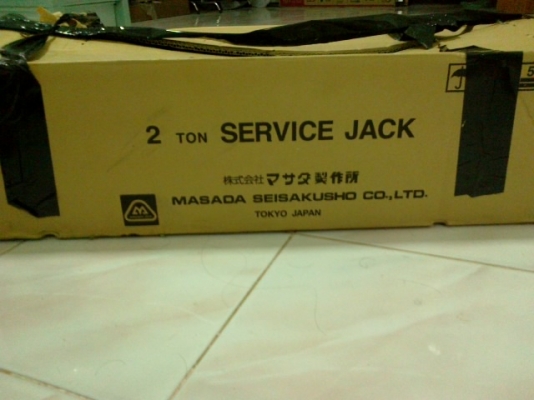 5
2 TON SERVICE JACK
株式会社 マサダ製作所
M
MASADA SEISAKUSHO CO.,LTD.
TOKYO JAPAN